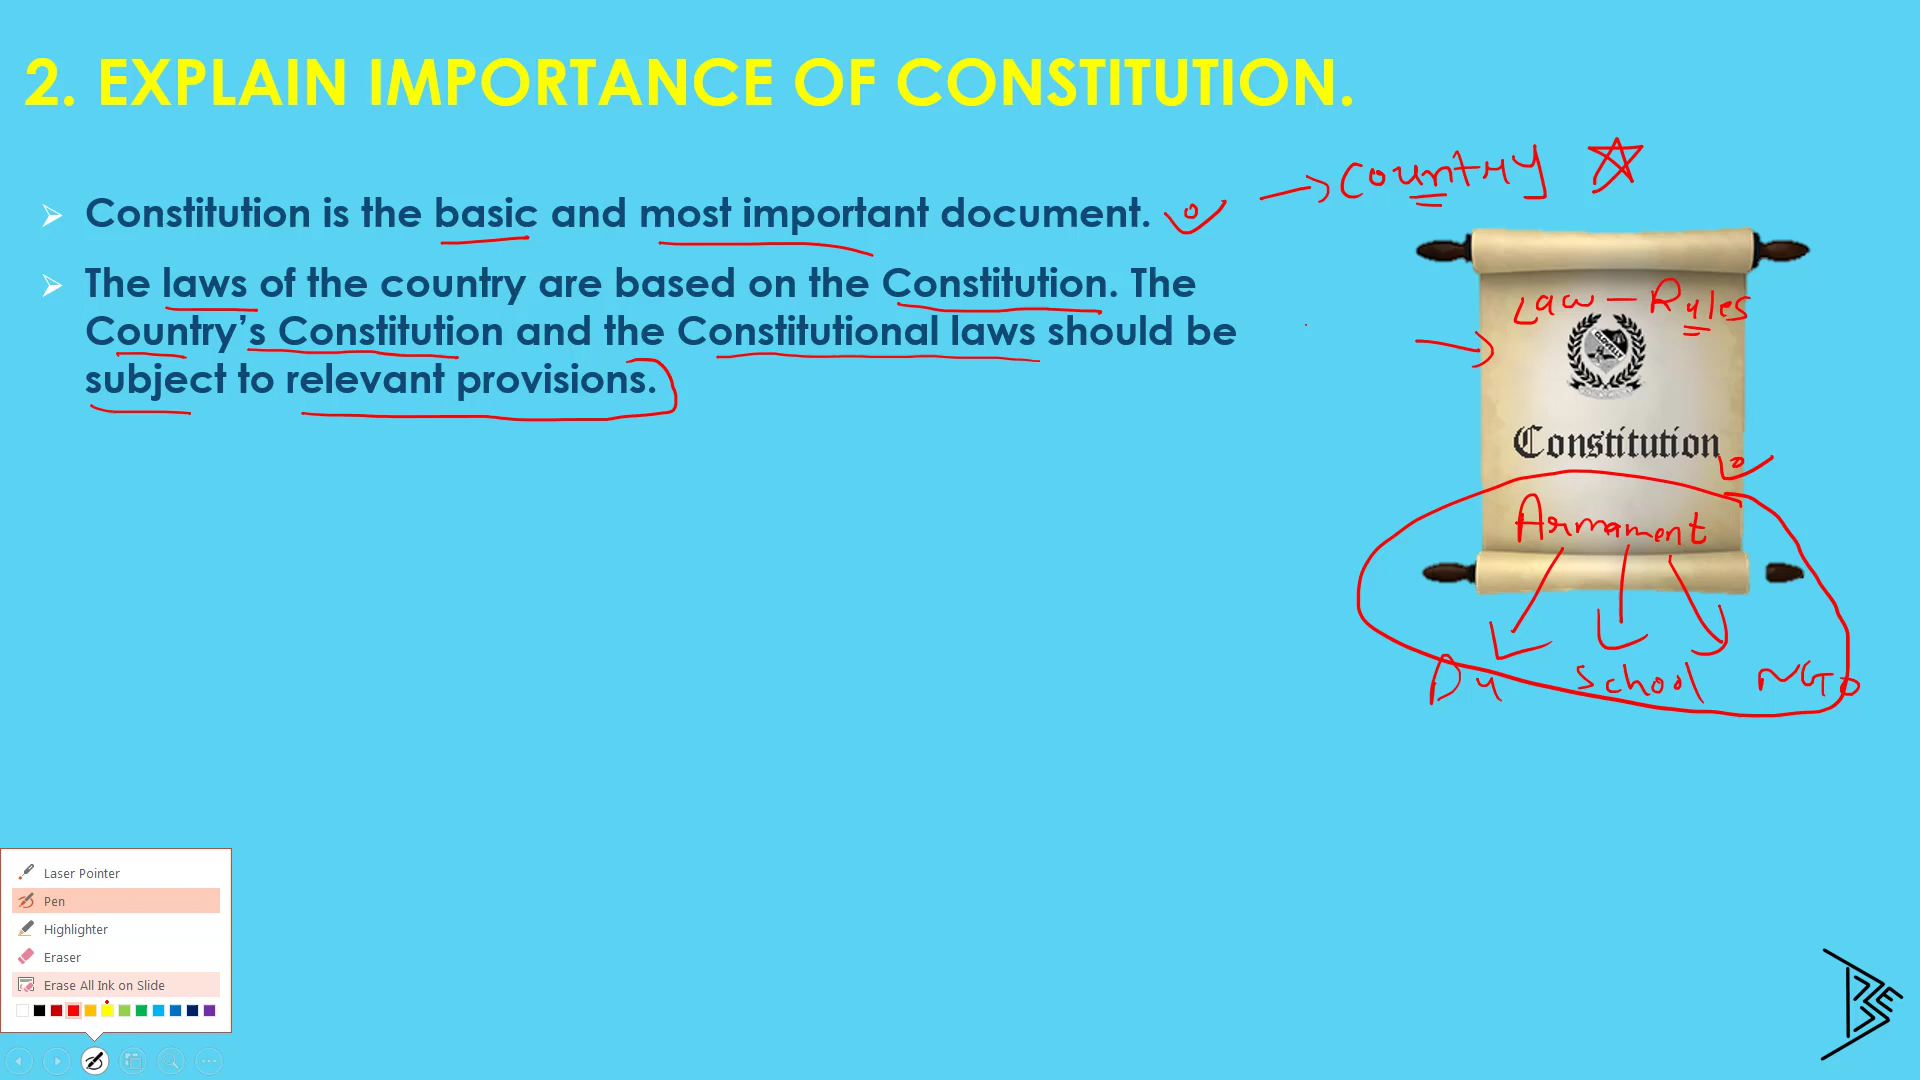 2. EXPLAIN IMPORTANCE OF CONSTITUTION.
Country
➢ Constitution is the basic and most important document.
➢ The laws of the country are based on the Constitution. The
Country's Constitution and the Constitutional laws should be
subject to relevant provisions.
Law – Rules
CLOVELLY
Constitution
Armament
School NGO
Laser Pointer
Pen
Highlighter
Eraser
Erase All Ink on Slide